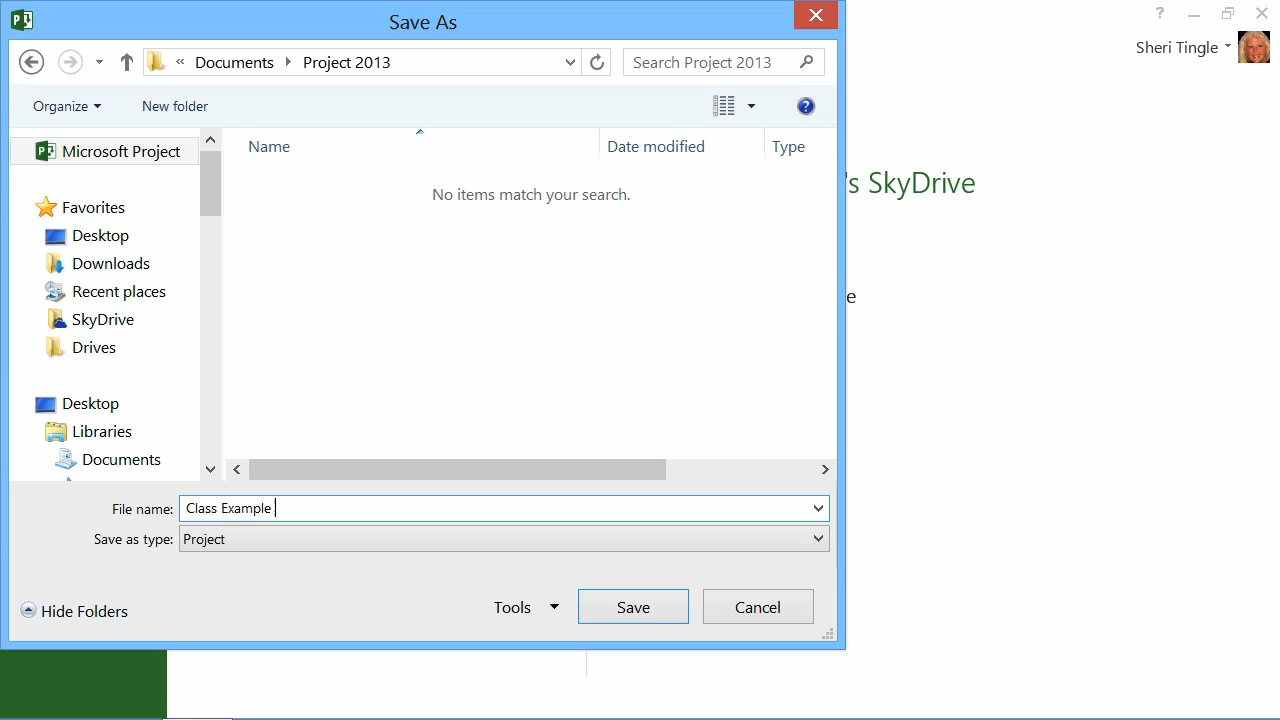 Save As
?
Sheri Tingle
« Documents Project 2013
Search Project 2013
Organize
New folder
?
Microsoft Project
Name
Date modified
Type
No items match your search.
's SkyDrive
Favorites
Desktop
Downloads
Recent places
e
SkyDrive
Drives
Desktop
Libraries
Documents
File name: Class Example
Save as type: Project
Hide Folders
Tools
Save
Cancel